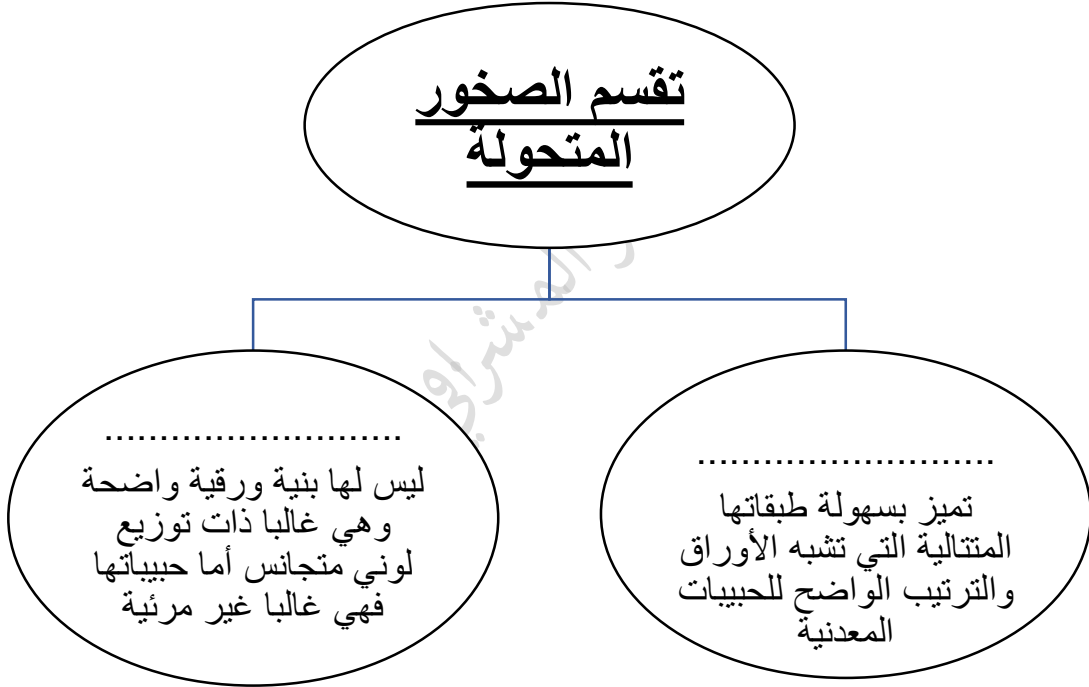 تقسم الصخور
المتحولة
...........................
تميز بسهولة طبقاتها
المتتالية التي تشبه الأوراق
والترتيب الواضح للحبيبات
المعدنية
...........................
ليس لها بنية ورقية واضحة
وهي غالبا ذات توزيع
لوني متجانس أما حبيباتها
فهي غالبا غير مرئية